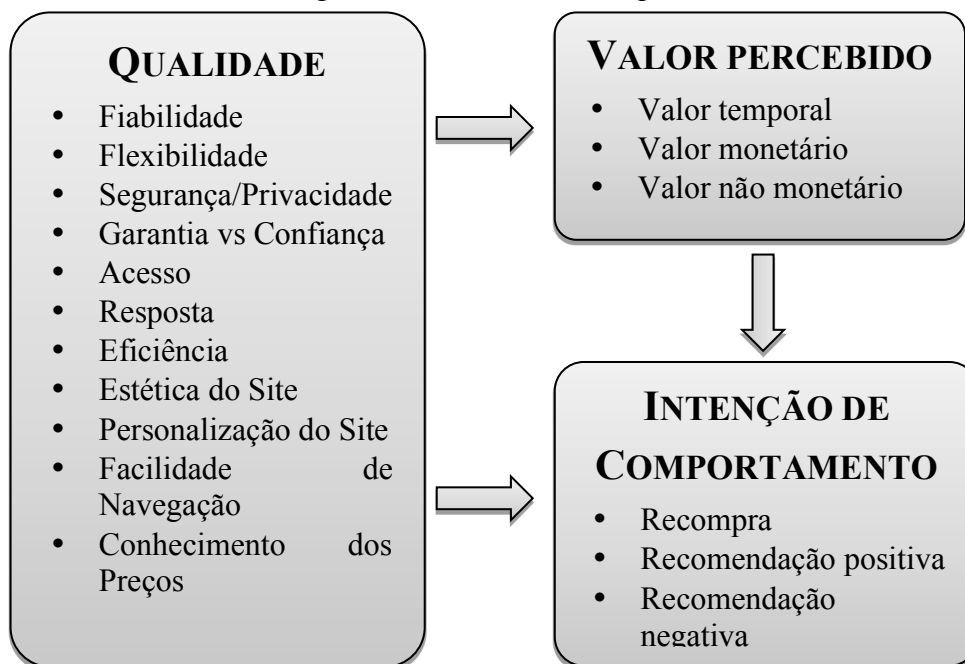 QUALIDADE
• Fiabilidade
• Flexibilidade
• Segurança/Privacidade
• Garantia vs Confiança
• Acesso
• Resposta
• Eficiência
• Estética do Site
• Personalização do Site
• Facilidade de
Navegação
• Conhecimento dos
Preços
VALOR PERCEBIDO
• Valor temporal
• Valor monetário
• Valor não monetário
INTENÇÃO DE
COMPORTAMENTO
• Recompra
• Recomendação positiva
• Recomendação
negativa